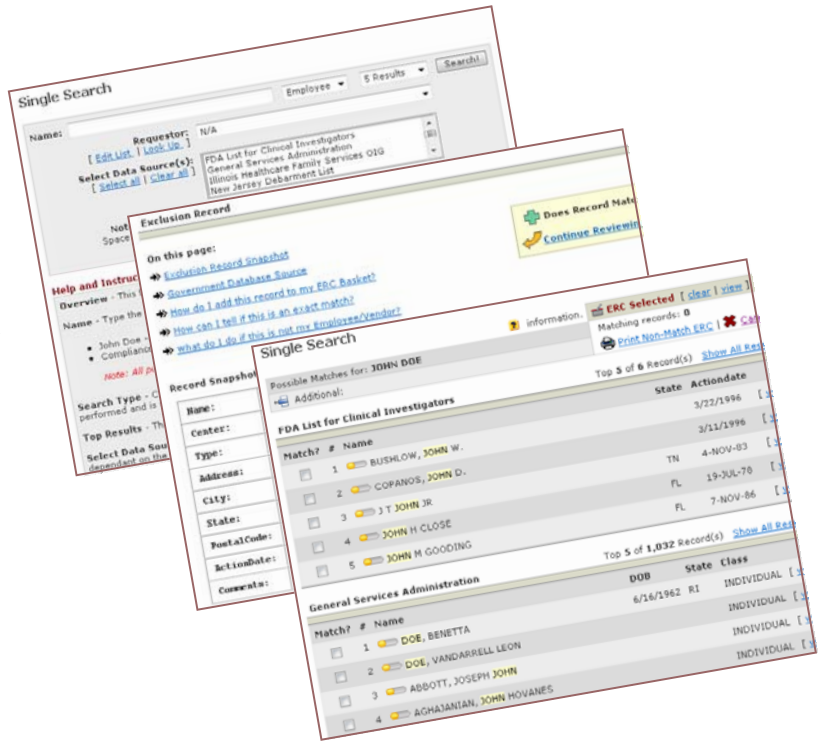 Single Search
Name:
Employee
5 Results
Search!
Requestor: N/A
[ Edit List | Look Up ]
Select Data Source(s):
[ Select all | Clear all ]
FDA List for Clinical Investigators
General Services Administration
Illinois Healthcare Family Services OIG
New Jersey Debarment List
Space
Help and Instruc
Overview - This
Name - Type the
John Doe -
Complianc
Note: All p
Search Type - C
performed and is
Top Results - Th
Select Data Sou
dependant on the
Exclusion Record
On this page:
Exclusion Record Snapshot
Government Database Source
How do I add this record to my ERC Basket?
How can I tell if this is an exact match?
What do I do if this is not my Employee/Vendor?
Does Record Mat
Continue Reviewin
Record Snapshot
Name:
Center:
Type:
Address:
City:
State:
PostalCode:
ActionDate:
Comments:
Single Search
information.
ERC Selected [ clear | view ]
Matching records: 0
Print Non-Match ERC | Can
Possible Matches for: JOHN DOE
Additional:
FDA List for Clinical Investigators
Top 5 of 6 Record(s) Show All Res
Match? # Name State Actiondate
1 BUSHLOW, JOHN W. 3/22/1996 [
2 COPANOS, JOHN D. 3/11/1996 [
3 J T JOHN JR TN 4-NOV-83 [
4 JOHN H CLOSE FL 19-JUL-78 [
5 JOHN M GOODING FL 7-NOV-86 [
General Services Administration
Top 5 of 1,032 Record(s) Show All Res
Match? # Name DOB State Class
1 DOE, BENETTA 6/16/1962 RI INDIVIDUAL [
2 DOE, VANDARRELL LEON INDIVIDUAL [
3 ABBOTT, JOSEPH JOHN INDIVIDUAL [
4 AGHAJANIAN, JOHN HOVANES INDIVIDUAL [